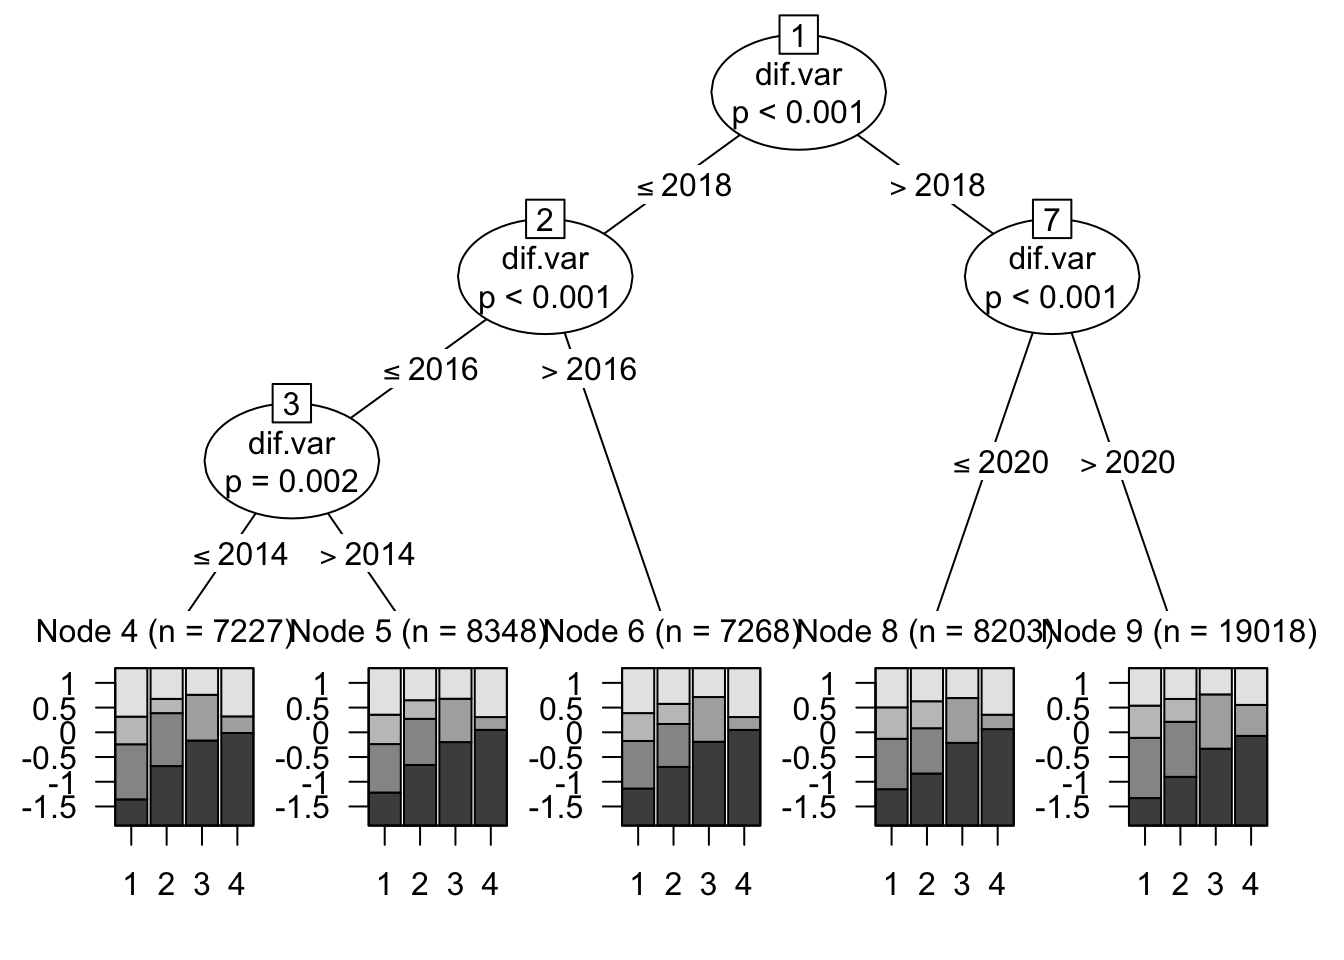 1
dif.var
p < 0.001
≤ 2018
> 2018
2
dif.var
p < 0.001
7
dif.var
p < 0.001
≤ 2016
> 2016
3
dif.var
p = 0.002
≤ 2020
> 2020
≤ 2014
> 2014
Node 4 (n = 7227)
Node 5 (n = 8348)
Node 6 (n = 7268)
Node 8 (n = 8203)
Node 9 (n = 19018)
1
0.5
0
-0.5
-1
-1.5
1 2 3 4
1
0.5
0
-0.5
-1
-1.5
1 2 3 4
1
0.5
0
-0.5
-1
-1.5
1 2 3 4
1
0.5
0
-0.5
-1
-1.5
1 2 3 4
1
0.5
0
-0.5
-1
-1.5
1 2 3 4